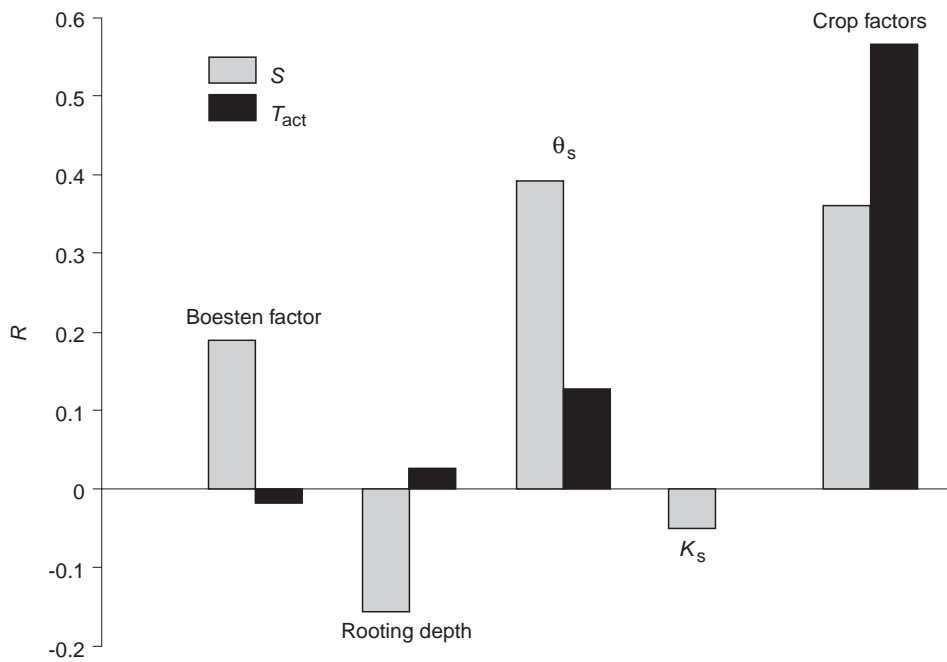 0.6
0.5
0.4
0.3
0.2
0.1
0
-0.1
-0.2
R
S
Tact
Boesten factor
Rooting depth
θs
Ks
Crop factors